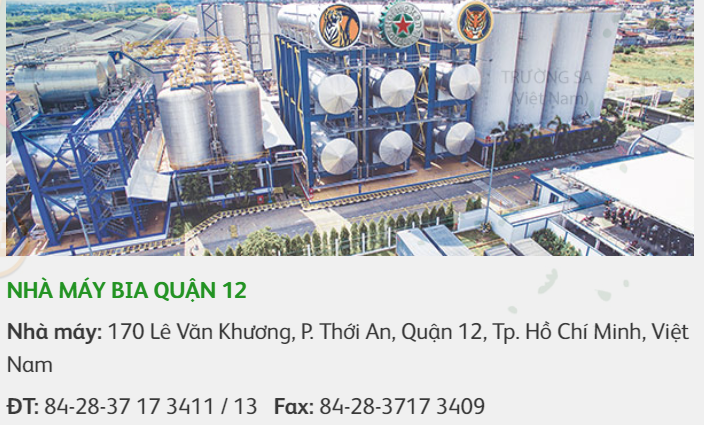 TRƯỜNG SA
(Việt Nam)
NHÀ MÁY BIA QUẬN 12
Nhà máy: 170 Lê Văn Khương, P. Thới An, Quận 12, Tp. Hồ Chí Minh, Việt
Nam
ĐT: 84-28-37 17 3411 / 13 Fax: 84-28-3717 3409